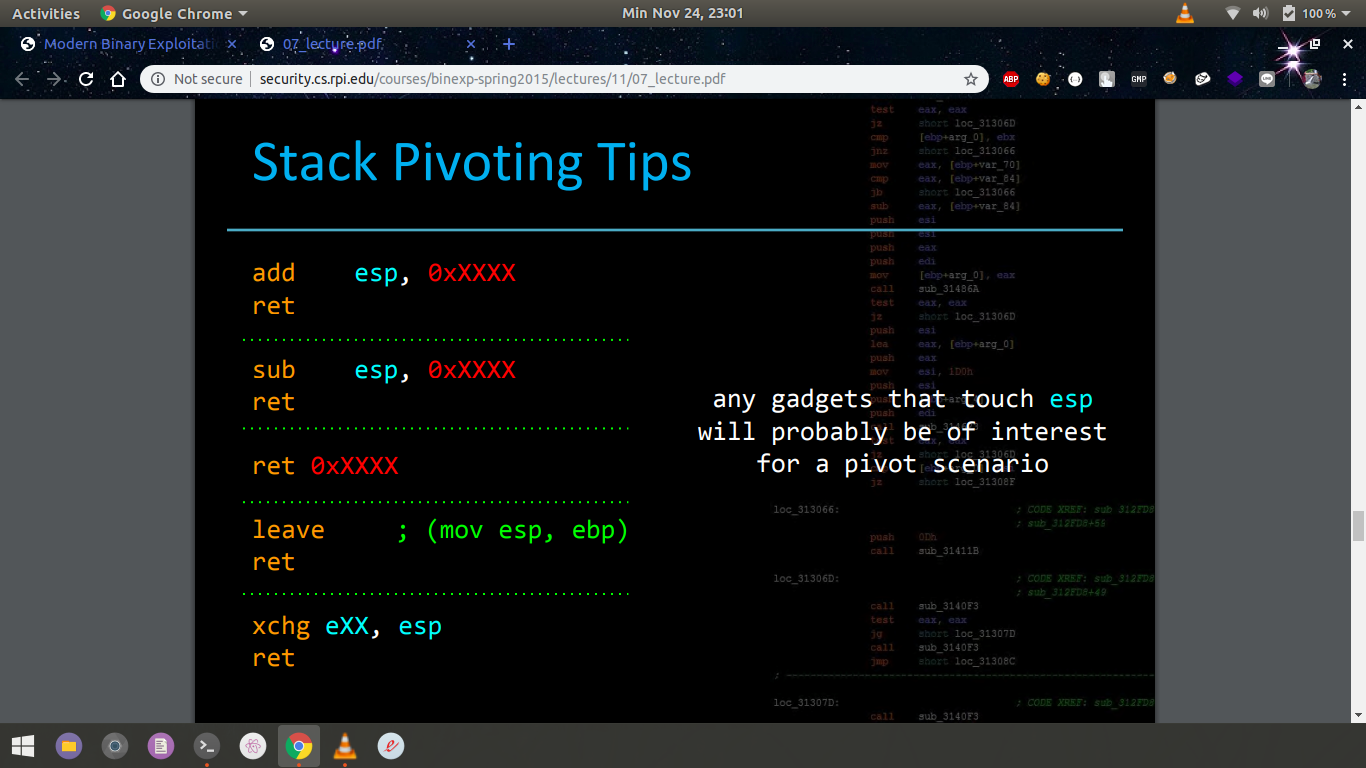 Activities Google Chrome Min Nov 24, 23:01 100 %
Modern Binary Exploitati 07_lecture.pdf
Not secure security.cs.rpi.edu/courses/binexp-spring2015/lectures/11/07_lecture.pdf ABP GMP LINE
Stack Pivoting Tips
add esp, 0xXXXX
ret
sub esp, 0xXXXX
ret
ret 0xXXXX
leave ; (mov esp, ebp)
ret
xchg eXX, esp
ret
any gadgets that touch esp
will probably be of interest
for a pivot scenario
test eax, eax
jz short loc_31306D
cmp [ebp+arg_0], ebx
jnz short loc_313066
mov eax, [ebp+var_70]
cmp eax, [ebp+var_84]
jb short loc_313066
sub eax, [ebp+var_84]
push esi
push esi
push eax
push edi
mov [ebp+arg_0], eax
call sub_31486A
test eax, eax
jz short loc_31306D
push esi
lea eax, [ebp+arg_0]
push eax
mov esi, 1D0h
push esi
push
push edi
jz short loc_31308F
loc_313066: ; CODE XREF: sub_312FD8
; sub_312FD8+55
push 0Dh
call sub_31411B
loc_31306D: ; CODE XREF: sub_312FD8
; sub_312FD8+49
call sub_3140F3
test eax, eax
jg short loc_31307D
call sub_3140F3
jmp short loc_31308C
loc_31307D: ; CODE XREF: sub_312FD8
call sub_3140F3